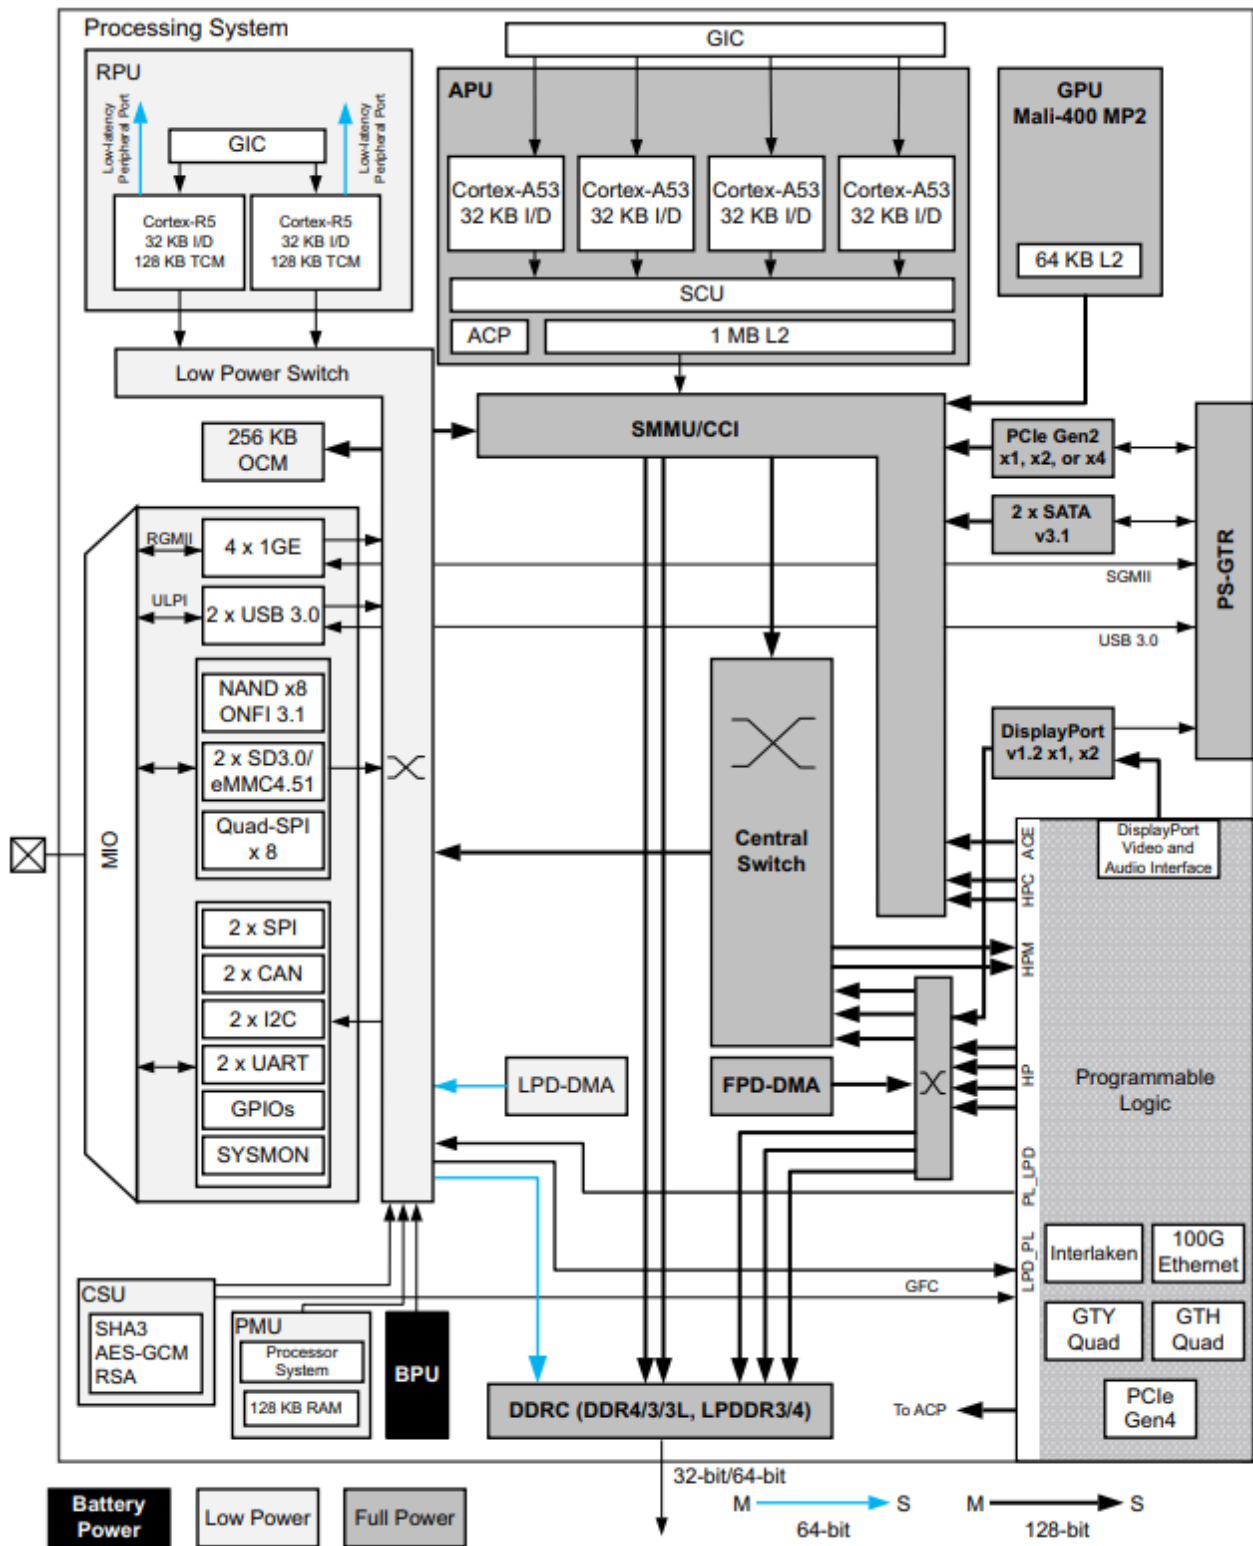 Processing System
RPU
Low-latency
Peripheral Port
Low-latency
Peripheral Port
GIC
Cortex-R5
32 KB I/D
128 KB TCM
Cortex-R5
32 KB I/D
128 KB TCM
GIC
APU
Cortex-A53
32 KB I/D
Cortex-A53
32 KB I/D
Cortex-A53
32 KB I/D
Cortex-A53
32 KB I/D
SCU
ACP
1 MB L2
GPU
Mali-400 MP2
64 KB L2
Low Power Switch
256 KB
OCM
SMMU/CCI
PCIe Gen2
x1, x2, or x4
2 x SATA
v3.1
PS-GTR
SGMII
USB 3.0
RGMII
4 x 1GE
ULPI
2 x USB 3.0
NAND x8
ONFI 3.1
2 x SD3.0/
eMMC4.51
Quad-SPI
x 8
MIO
2 x SPI
2 x CAN
2 x I2C
2 x UART
GPIOs
SYSMON
Central
Switch
DisplayPort
v1.2 x1, x2
DisplayPort
Video and
Audio Interface
ACE
HPC
HPM
HP
PL_LPD
LPD_PL
Programmable
Logic
LPD-DMA
FPD-DMA
Interlaken
100G
Ethernet
GTY
Quad
GTH
Quad
PCIe
Gen4
GFC
To ACP
CSU
SHA3
AES-GCM
RSA
PMU
Processor
System
128 KB RAM
BPU
DDRC (DDR4/3/3L, LPDDR3/4)
32-bit/64-bit
Battery
Power
Low Power
Full Power
M
S
64-bit
M
S
128-bit